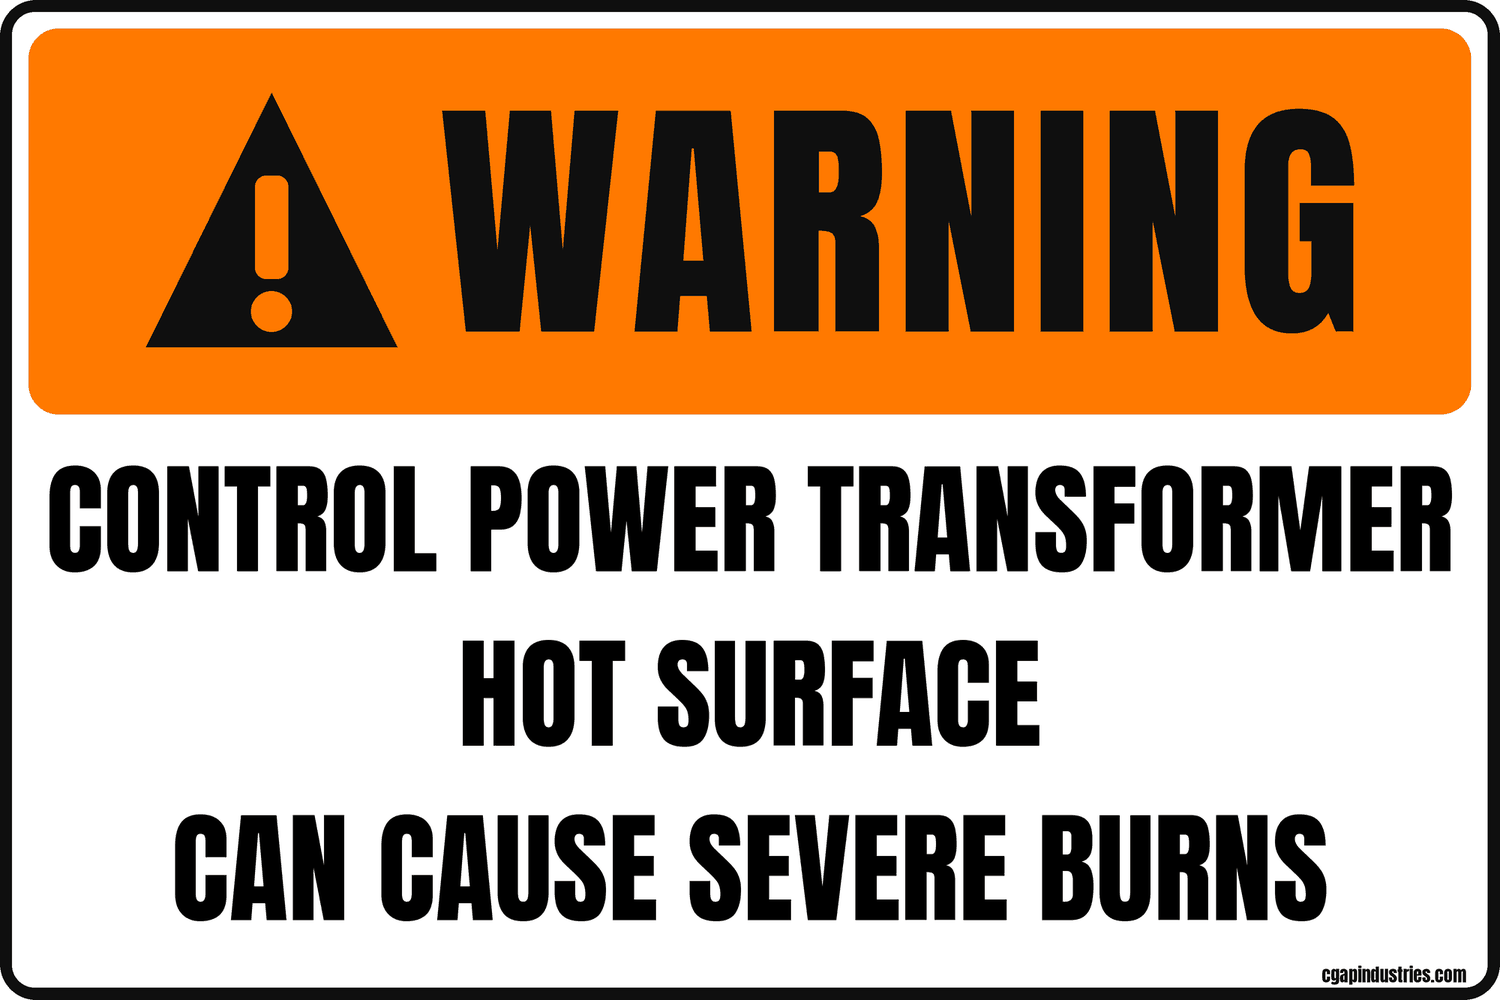 WARNING
CONTROL POWER TRANSFORMER
HOT SURFACE
CAN CAUSE SEVERE BURNS
cgapindustries.com